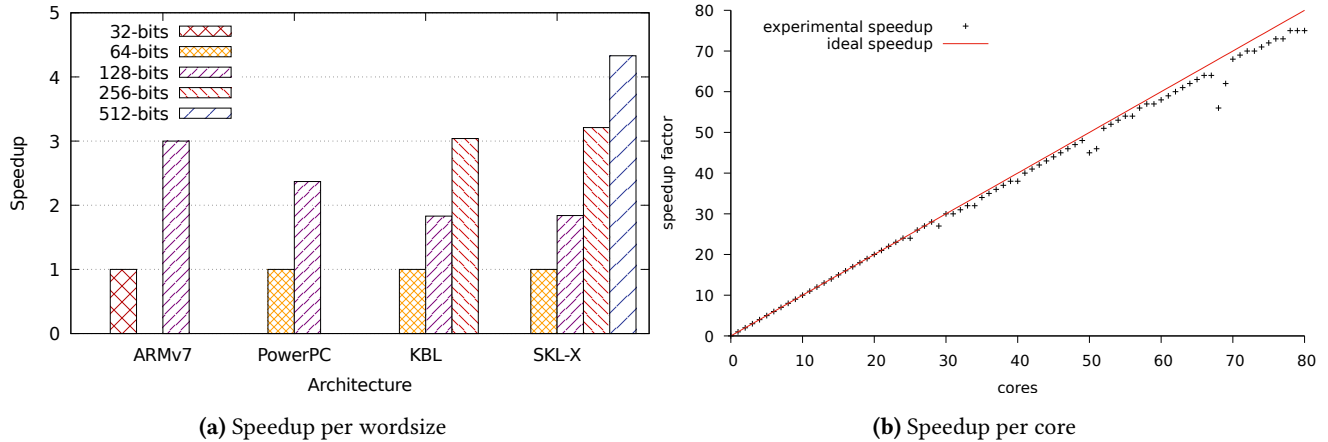 5
4
3
2
1
0
Speedup
32-bits
64-bits
128-bits
256-bits
512-bits
ARMv7 PowerPC KBL SKL-X
Architecture
(a) Speedup per wordsize
80
70
60
50
40
30
20
10
0
speedup factor
experimental speedup
ideal speedup
0 10 20 30 40 50 60 70 80
cores
(b) Speedup per core